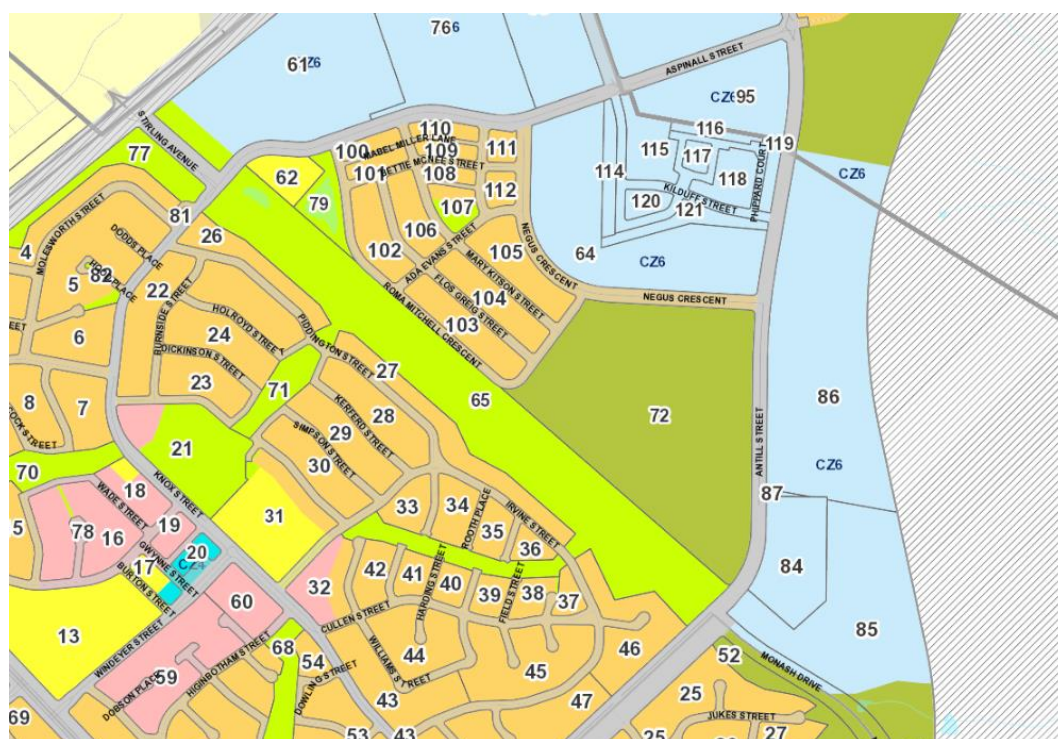 76
6
61
Z6
ASPINALL STREET
CZ6
95
STIRLING AVENUE
110
MABEL MILLER LANE
116
119
77
100
109
111
115
117
BETTIE MCNEE STREET
101
108
114
118
CZ6
62
112
KILDUFF STREET
PHIPPARD COURT
79
107
120
121
MOLESWORTH STREET
81
26
DODDS PLACE
106
ADA EVANS STREET
NEGUS CRESCENT
4
102
105
64
CZ6
5
82
PLACE
22
MARY KITSON STREET
104
FLOS GREIG STREET
ROMA MITCHELL CRESCENT
103
NEGUS CRESCENT
BURNSIDE STREET
HOLROYD STREET
PIDDINGTON STREET
EET
6
24
DICKINSON STREET
23
27
71
65
72
86
8
7
28
KERFERD STREET
29
SIMPSON STREET
30
OCK STREET
21
ANTILL STREET
CZ6
70
KNOX STREET
18
WADE STREET
87
31
33
34
ROOTH PLACE
IRVINE STREET
35
36
5
78
16
19
20
CZ4
GWYNNE STREET
17
BURTON STREET
42
41
HARDING STREET
40
39
FIELD STREET
38
37
84
32
60
CULLEN STREET
13
WINDEYER STREET
HIGINBOTHAM STREET
68
54
DOWLING STREET
WILLIAMS STREET
44
45
46
85
52
MONASH DRIVE
59
DOBSON PLACE
43
47
25
69
53
43
25
JUKES STREET
27